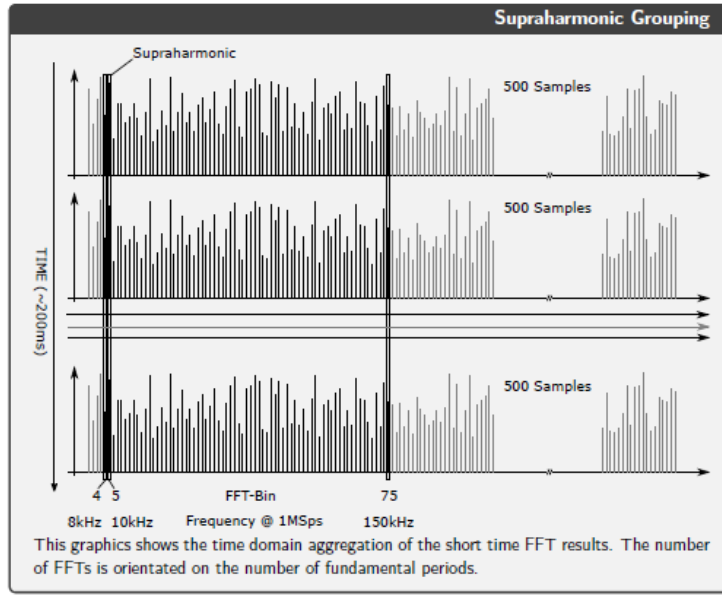 Supraharmonic Grouping
Supraharmonic
500 Samples
500 Samples
TIME (~200ms)
500 Samples
4 5 FFT-Bin 75
8kHz 10kHz Frequency @ 1MSps 150kHz
This graphics shows the time domain aggregation of the short time FFT results. The number
of FFTs is orientated on the number of fundamental periods.